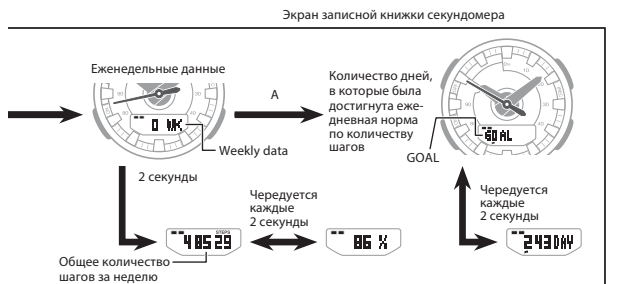 Экран записной книжки секундомера
Еженедельные данные
0 WK
Weekly data
A
Количество дней,
в которые была
достигнута еже-
дневная норма
по количеству
шагов
GOAL
GOAL
2 секунды
Чередуется
каждые
2 секунды
Чередуется
каждые
2 секунды
STEPS
48529
86 %
243DAY
Общее количество
шагов за неделю